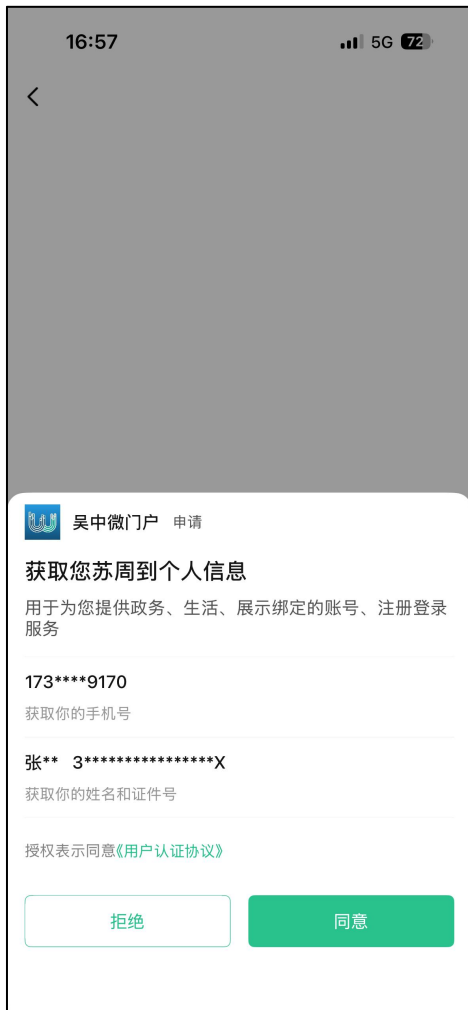 16:57
5G 72
吴中微门户 申请
获取您苏周到个人信息
用于为您提供政务、生活、展示绑定的账号、注册登录
服务
173****9170
获取你的手机号
张** 3****************X
获取你的姓名和证件号
授权表示同意《用户认证协议》
拒绝 同意